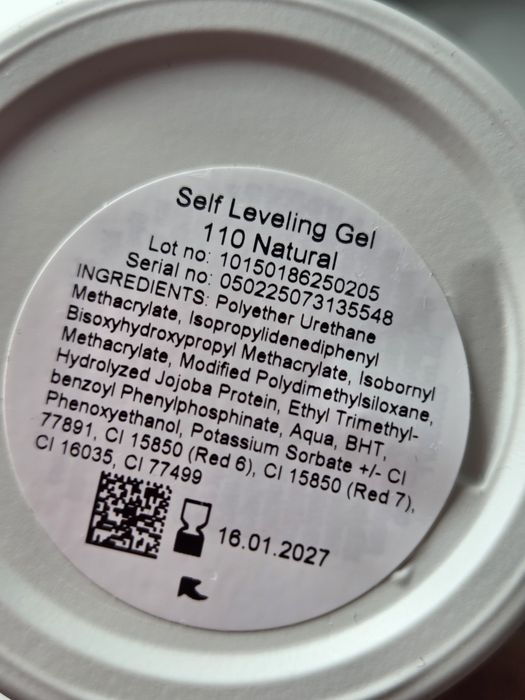 Self Leveling Gel
110 Natural
Lot no: 10150186250205
Serial no: 050225073135548
INGREDIENTS: Polyether Urethane
Methacrylate, Isopropylidenediphenyl
Bisoxyhydroxypropyl Methacrylate, Isobornyl
Methacrylate, Modified Polydimethylsiloxane,
Hydrolyzed Jojoba Protein, Ethyl Trimethyl-
benzoyl Phenylphosphinate, Aqua, BHT,
Phenoxyethanol, Potassium Sorbate +/- CI
77891, CI 15850 (Red 6), CI 15850 (Red 7),
CI 16035, CI 77499
16.01.2027